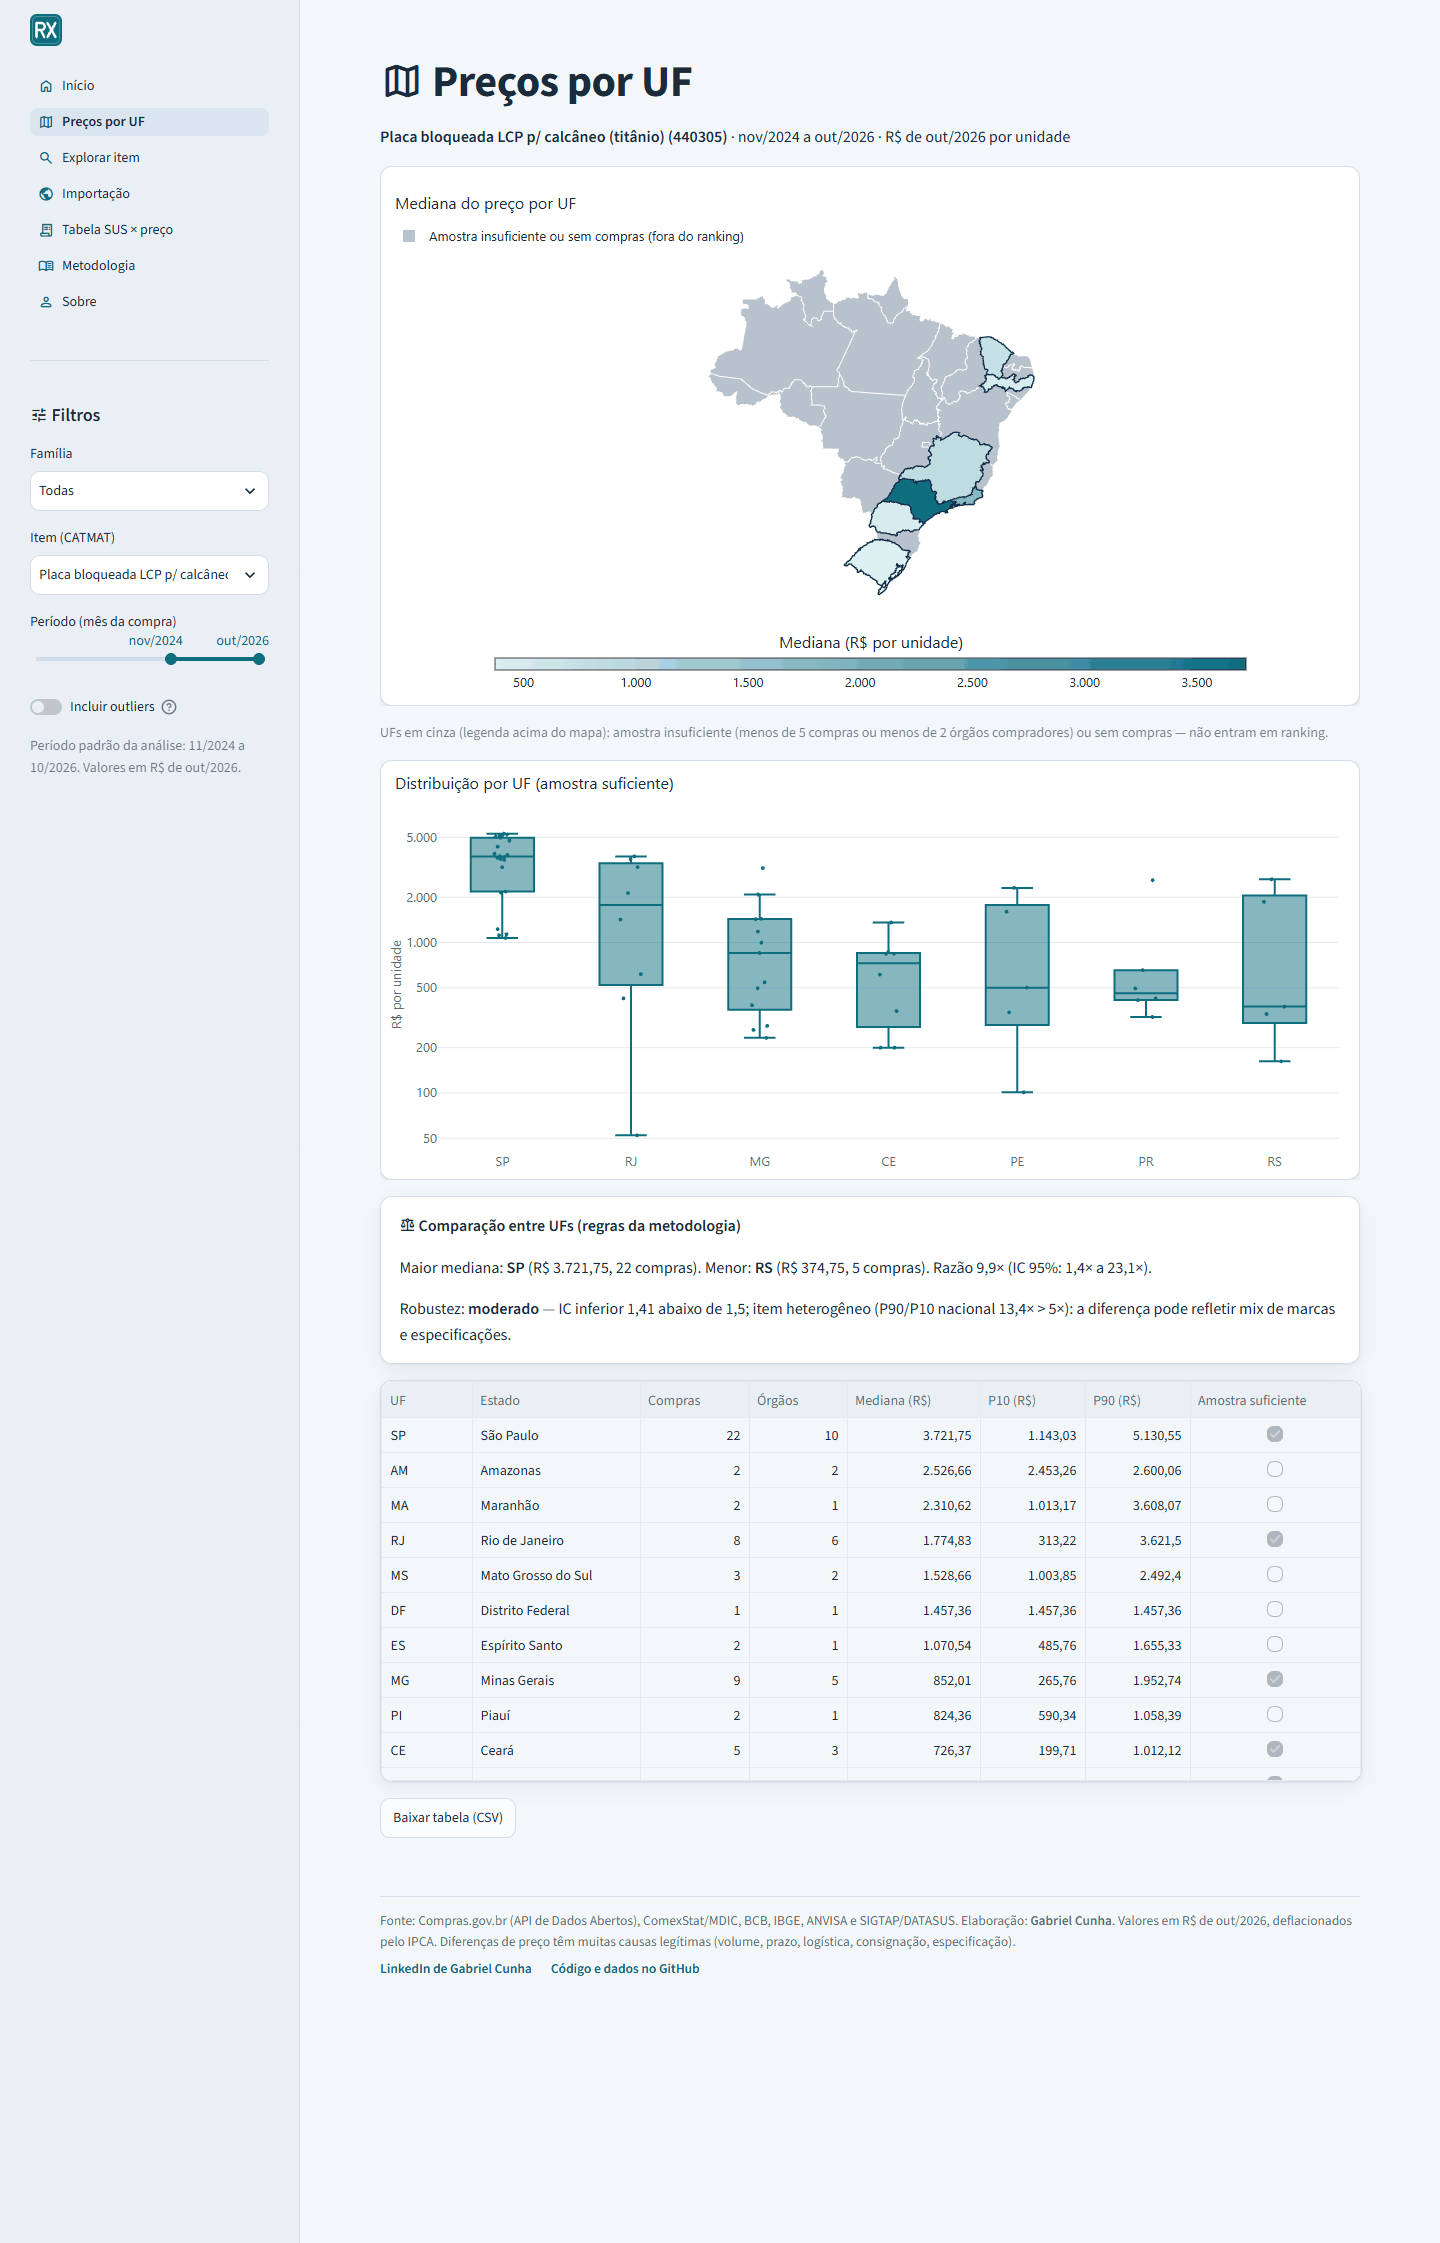 RX
Início
Preços por UF
Explorar item
Importação
Tabela SUS × preço
Metodologia
Sobre
Filtros
Família
Todas
Item (CATMAT)
Placa bloqueada LCP p/ calcânec
Período (mês da compra)
nov/2024 out/2026
Incluir outliers
Período padrão da análise: 11/2024 a
10/2026. Valores em R$ de out/2026.
Preços por UF
Placa bloqueada LCP p/ calcâneo (titânio) (440305) · nov/2024 a out/2026 · R$ de out/2026 por unidade
Mediana do preço por UF
Amostra insuficiente ou sem compras (fora do ranking)
Mediana (R$ por unidade)
500 1.000 1.500 2.000 2.500 3.000 3.500
UFs em cinza (legenda acima do mapa): amostra insuficiente (menos de 5 compras ou menos de 2 órgãos compradores) ou sem compras — não entram em ranking.
Distribuição por UF (amostra suficiente)
R$ por unidade
5.000
2.000
1.000
500
200
100
50
SP RJ MG CE PE PR RS
Comparação entre UFs (regras da metodologia)
Maior mediana: SP (R$ 3.721,75, 22 compras). Menor: RS (R$ 374,75, 5 compras). Razão 9,9× (IC 95%: 1,4× a 23,1×).
Robustez: moderado — IC inferior 1,41 abaixo de 1,5; item heterogêneo (P90/P10 nacional 13,4× > 5×): a diferença pode refletir mix de marcas
e especificações.
UF Estado Compras Órgãos Mediana (R$) P10 (R$) P90 (R$) Amostra suficiente
SP São Paulo 22 10 3.721,75 1.143,03 5.130,55
AM Amazonas 2 2 2.526,66 2.453,26 2.600,06
MA Maranhão 2 1 2.310,62 1.013,17 3.608,07
RJ Rio de Janeiro 8 6 1.774,83 313,22 3.621,5
MS Mato Grosso do Sul 3 2 1.528,66 1.003,85 2.492,4
DF Distrito Federal 1 1 1.457,36 1.457,36 1.457,36
ES Espírito Santo 2 1 1.070,54 485,76 1.655,33
MG Minas Gerais 9 5 852,01 265,76 1.952,74
PI Piauí 2 1 824,36 590,34 1.058,39
CE Ceará 5 3 726,37 199,71 1.012,12
Baixar tabela (CSV)
Fonte: Compras.gov.br (API de Dados Abertos), ComexStat/MDIC, BCB, IBGE, ANVISA e SIGTAP/DATASUS. Elaboração: Gabriel Cunha. Valores em R$ de out/2026, deflacionados
pelo IPCA. Diferenças de preço têm muitas causas legítimas (volume, prazo, logística, consignação, especificação).
LinkedIn de Gabriel Cunha Código e dados no GitHub